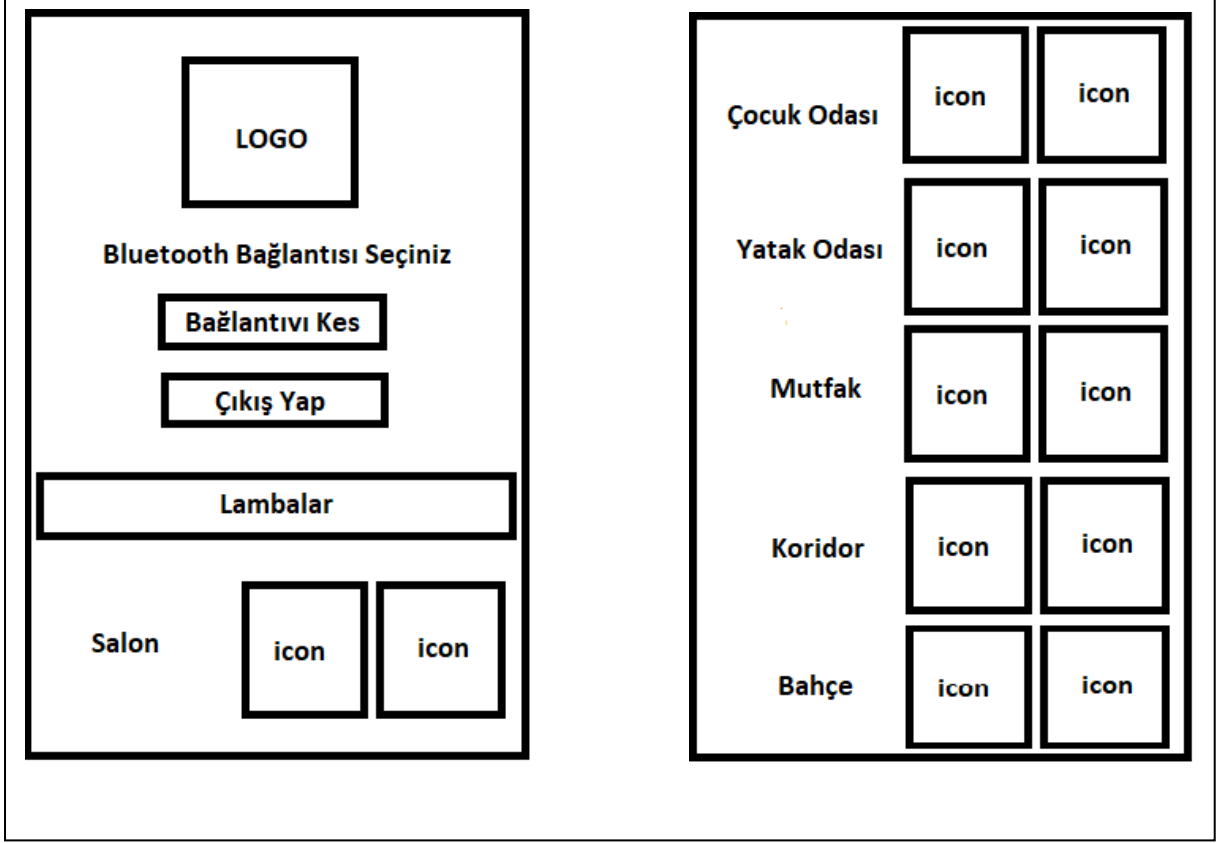 LOGO
Bluetooth Bağlantısı Seçiniz
Bağlantıyı Kes
Çıkış Yap
Lambalar
Salon
icon
icon
Çocuk Odası
icon
icon
Yatak Odası
icon
icon
Mutfak
icon
icon
Koridor
icon
icon
Bahçe
icon
icon